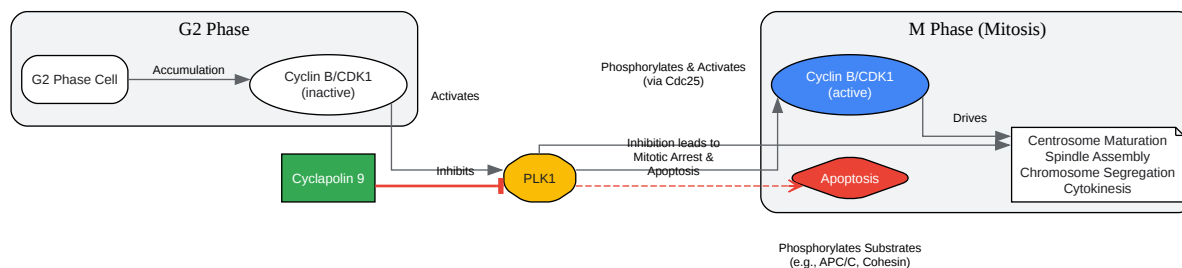 G2 Phase
M Phase (Mitosis)
G2 Phase Cell
Accumulation
Cyclin B/CDK1
(inactive)
Activates
Phosphorylates & Activates
(via Cdc25)
Cyclin B/CDK1
(active)
Drives
Centrosome Maturation
Spindle Assembly
Chromosome Segregation
Cytokinesis
Cyclapolin 9
Inhibits
PLK1
Inhibition leads to
Mitotic Arrest &
Apoptosis
Apoptosis
Phosphorylates Substrates
(e.g., APC/C, Cohesin)